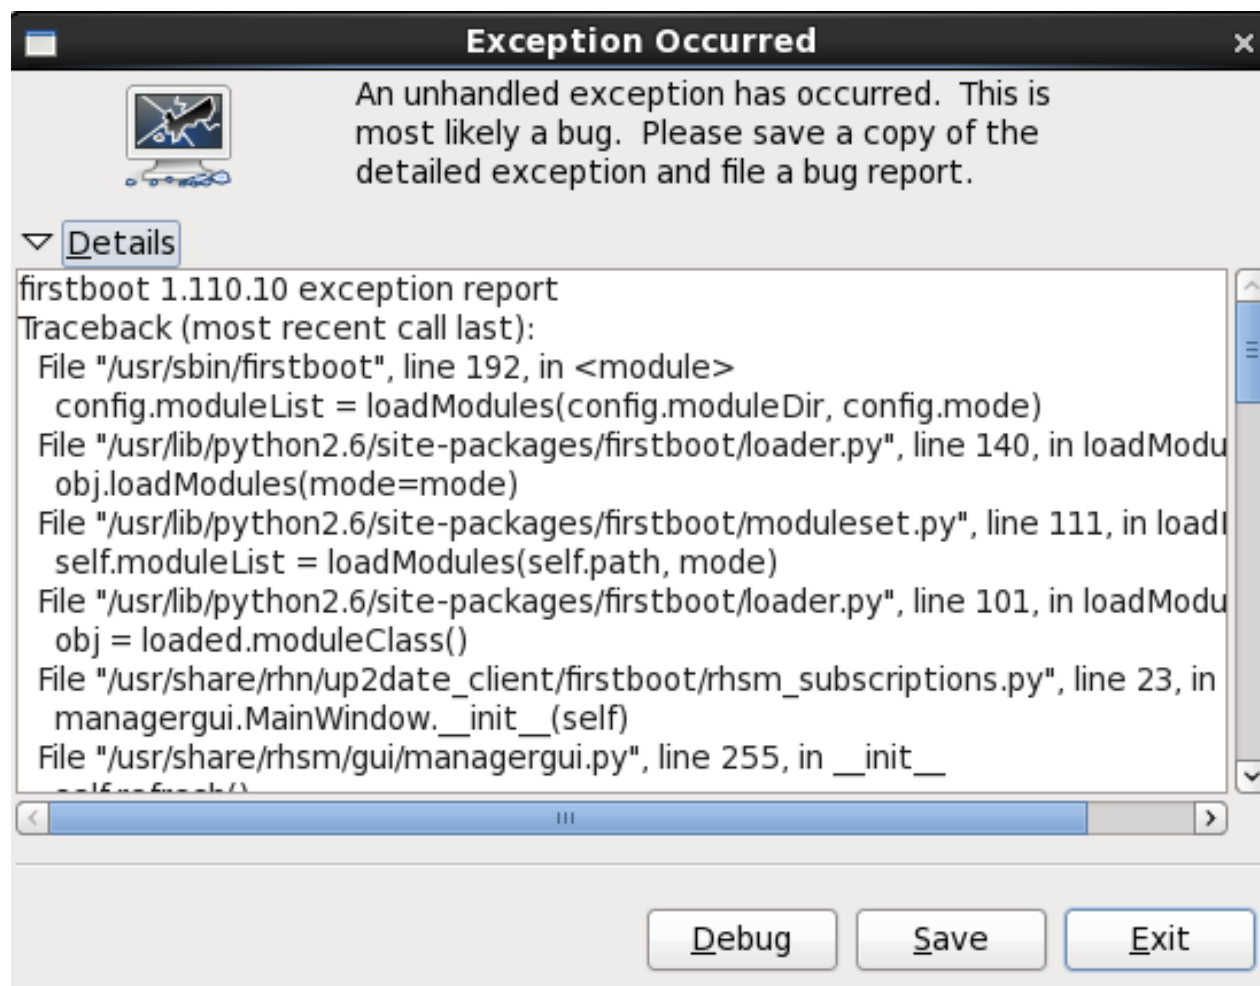 Exception Occurred
An unhandled exception has occurred.  This is
most likely a bug.  Please save a copy of the
detailed exception and file a bug report.
Details
firstboot 1.110.10 exception report
Traceback (most recent call last):
File "/usr/sbin/firstboot", line 192, in <module>
config.moduleList = loadModules(config.moduleDir, config.mode)
File "/usr/lib/python2.6/site-packages/firstboot/loader.py", line 140, in loadModu
obj.loadModules(mode=mode)
File "/usr/lib/python2.6/site-packages/firstboot/moduleset.py", line 111, in load
self.moduleList = loadModules(self.path, mode)
File "/usr/lib/python2.6/site-packages/firstboot/loader.py", line 101, in loadModu
obj = loaded.moduleClass()
File "/usr/share/rhn/up2date_client/firstboot/rhsm_subscriptions.py", line 23, in
managergui.MainWindow.__init__(self)
File "/usr/share/rhsm/gui/managergui.py", line 255, in __init__
self.refresh()
Debug
Save
Exit